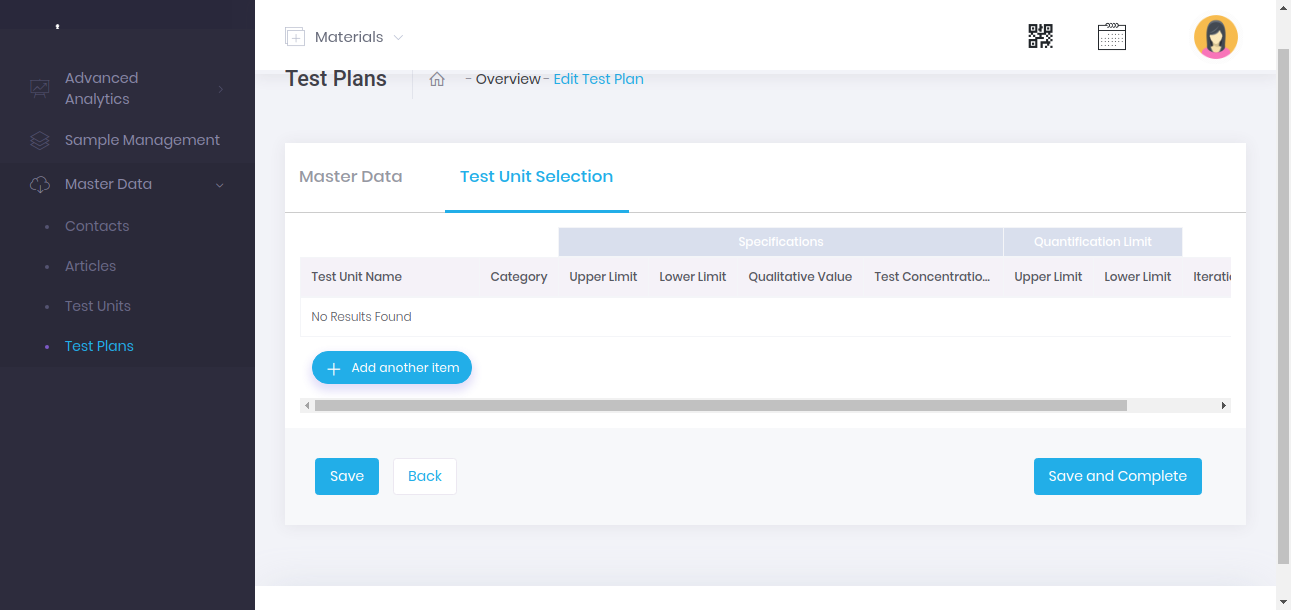 Materials
Advanced
Analytics
Sample Management
Master Data
Contacts
Articles
Test Units
Test Plans
Test Plans - Overview - Edit Test Plan
Master Data Test Unit Selection
Specifications Quantification Limit
Test Unit Name Category Upper Limit Lower Limit Qualitative Value Test Concentratio... Upper Limit Lower Limit Iteratio
No Results Found
Add another item
Save Back Save and Complete